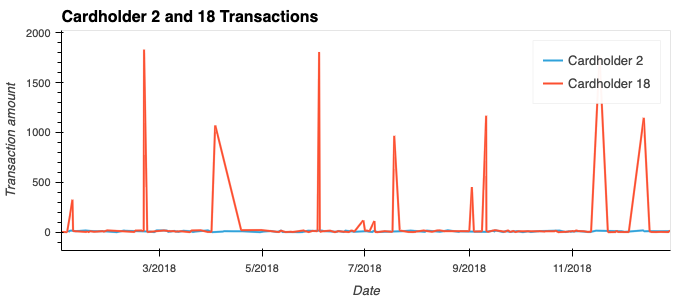 Cardholder 2 and 18 Transactions
2000
1500
1000
500
0
Transaction amount
Cardholder 2
Cardholder 18
3/2018 5/2018 7/2018 9/2018 11/2018
Date